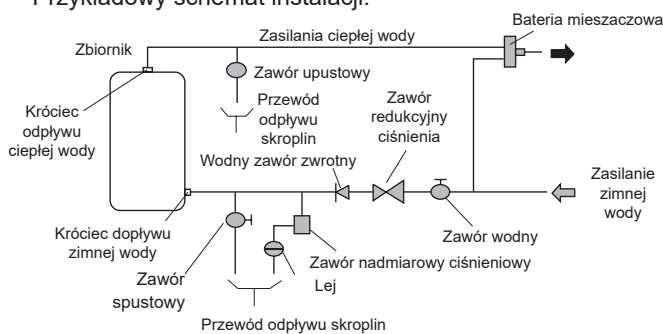 Przykładowy schemat instalacji:
Bateria mieszaczowa
Zasilania ciepłej wody
Zbiornik
Zawór upustowy
Króciec
odpływu
ciepłej wody
Przewód
odpływu
skroplin
Zawór
redukcyjny
ciśnienia
Wodny zawór zwrotny
Zasilanie
zimnej
wody
Króciec dopływu
zimnej wody
Zawór wodny
Zawór nadmiarowy ciśnieniowy
Zawór
spustowy
Lej
Przewód odpływu skroplin